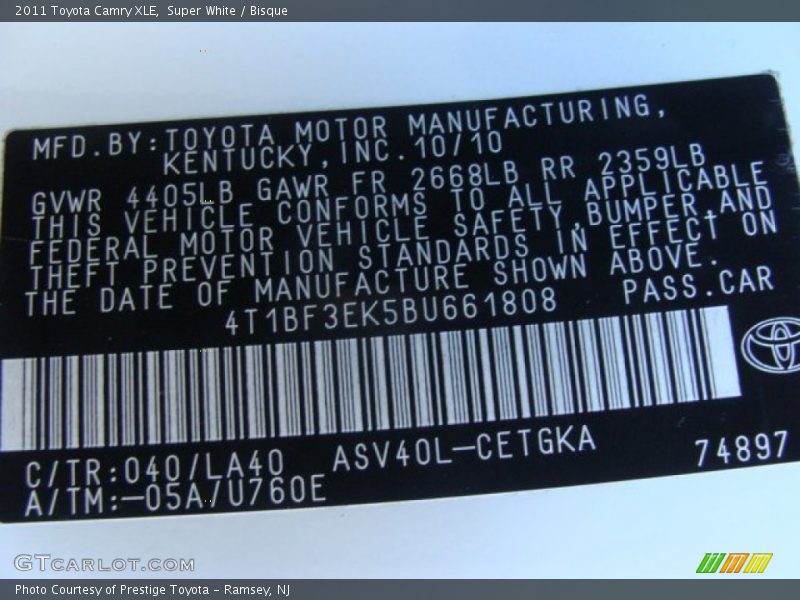 2011 Toyota Camry XLE,  Super White / Bisque
MFD.BY:TOYOTA MOTOR MANUFACTURING,
KENTUCKY,INC.10/10
GVWR 4405LB GAWR FR 2668LB RR 2359LB
THIS VEHICLE CONFORMS TO ALL APPLICABLE
FEDERAL MOTOR VEHICLE SAFETY,BUMPER,AND
THEFT PREVENTION STANDARDS IN EFFECT ON
THE DATE OF MANUFACTURE SHOWN ABOVE.
4T1BF3EK5BU661808 PASS.CAR
C/TR:040/LA40 ASV40L-CETGKA 74897
A/TM:-05A/U760E
GTCARLOT.COM
Photo Courtesy of Prestige Toyota - Ramsey, NJ